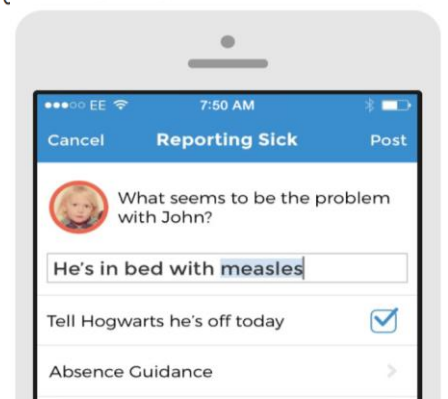 EE 7:50 AM
Cancel Reporting Sick Post
What seems to be the problem
with John?
He's in bed with measles
Tell Hogwarts he's off today
Absence Guidance